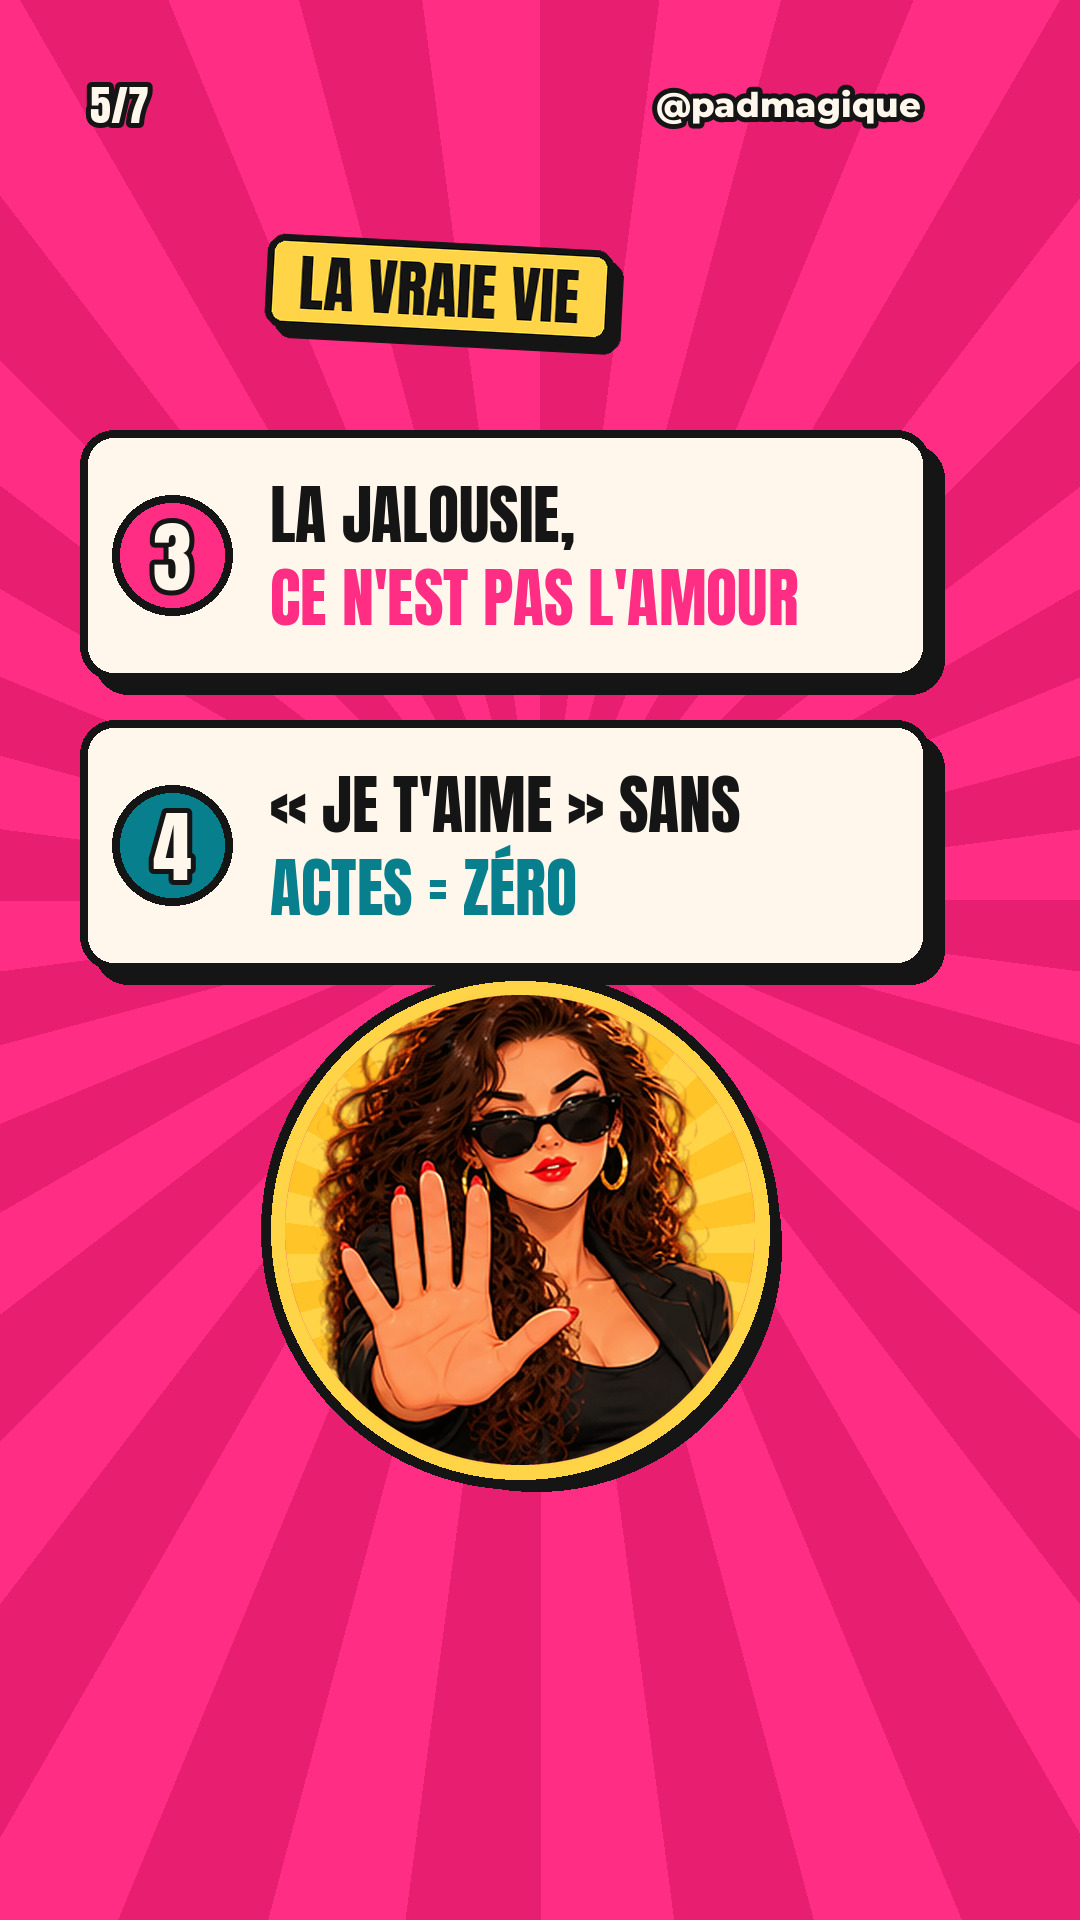 5/7
@padmagique
LA VRAIE VIE
3
LA JALOUSIE,
CE N'EST PAS L'AMOUR
4
« JE T'AIME » SANS
ACTES = ZÉRO